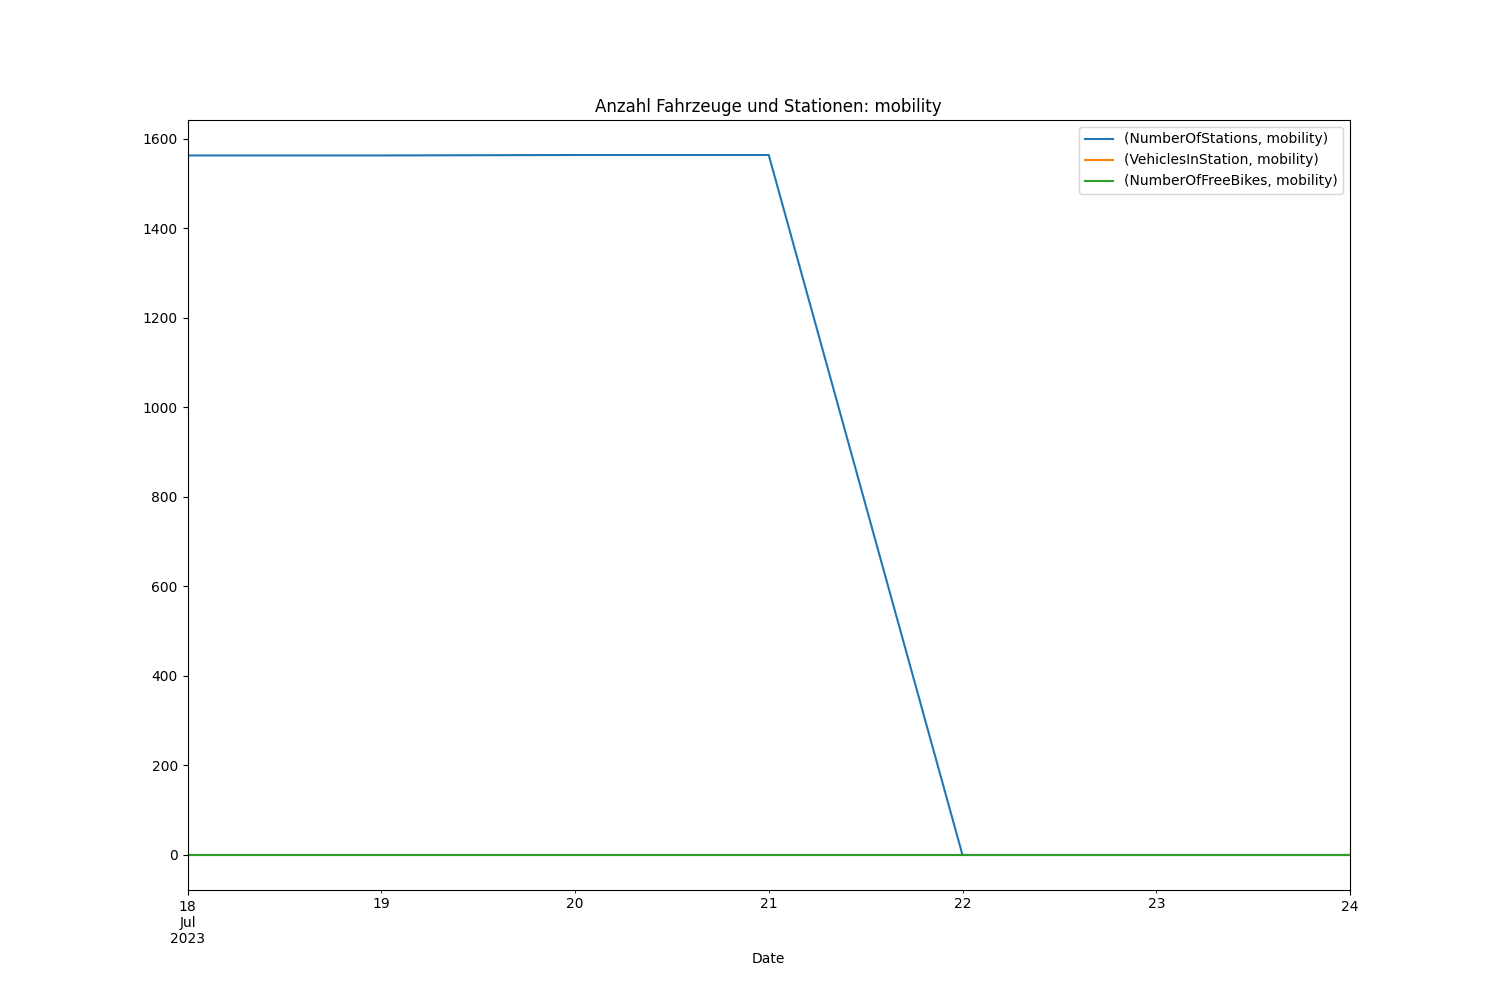 Anzahl Fahrzeuge und Stationen: mobility
(NumberOfStations, mobility)
(VehiclesInStation, mobility)
(NumberOfFreeBikes, mobility)
1600
1400
1200
1000
800
600
400
200
0
18 19 20 21 22 23 24
Jul
2023
Date